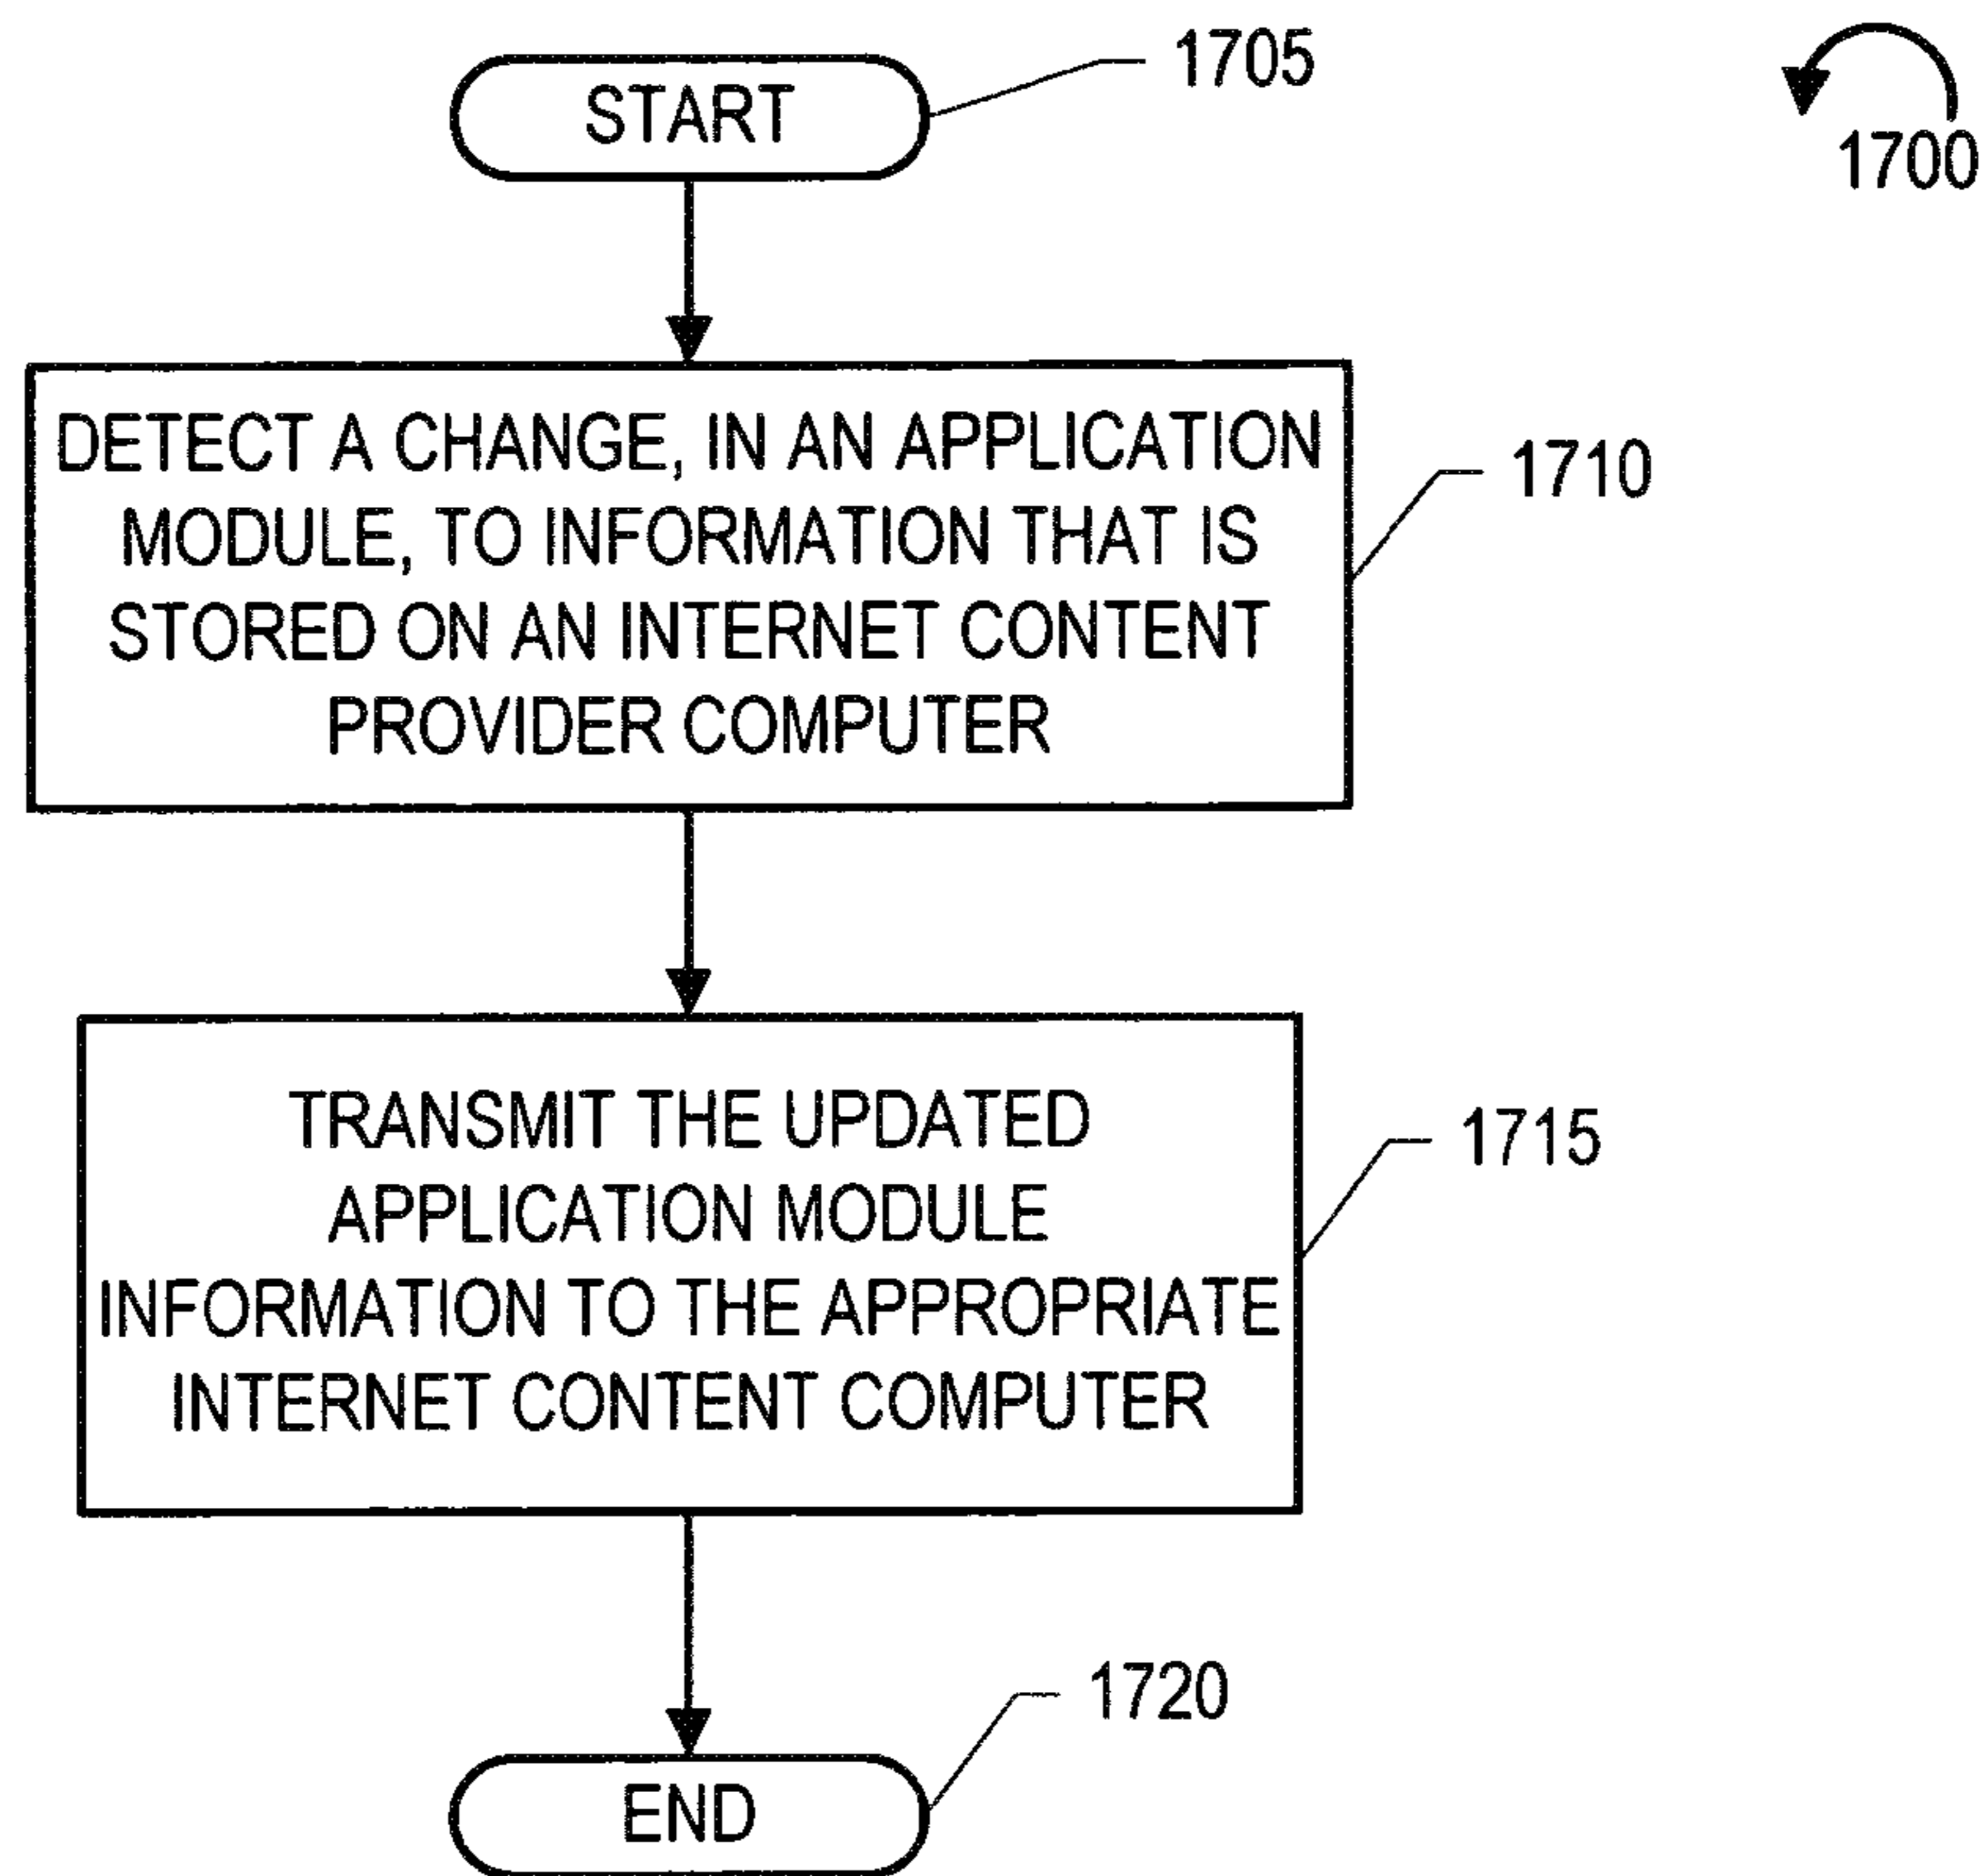 START
1705
1700
DETECT A CHANGE, IN AN APPLICATION
MODULE, TO INFORMATION THAT IS
STORED ON AN INTERNET CONTENT
PROVIDER COMPUTER
1710
TRANSMIT THE UPDATED
APPLICATION MODULE
INFORMATION TO THE APPROPRIATE
INTERNET CONTENT COMPUTER
1715
1720
END